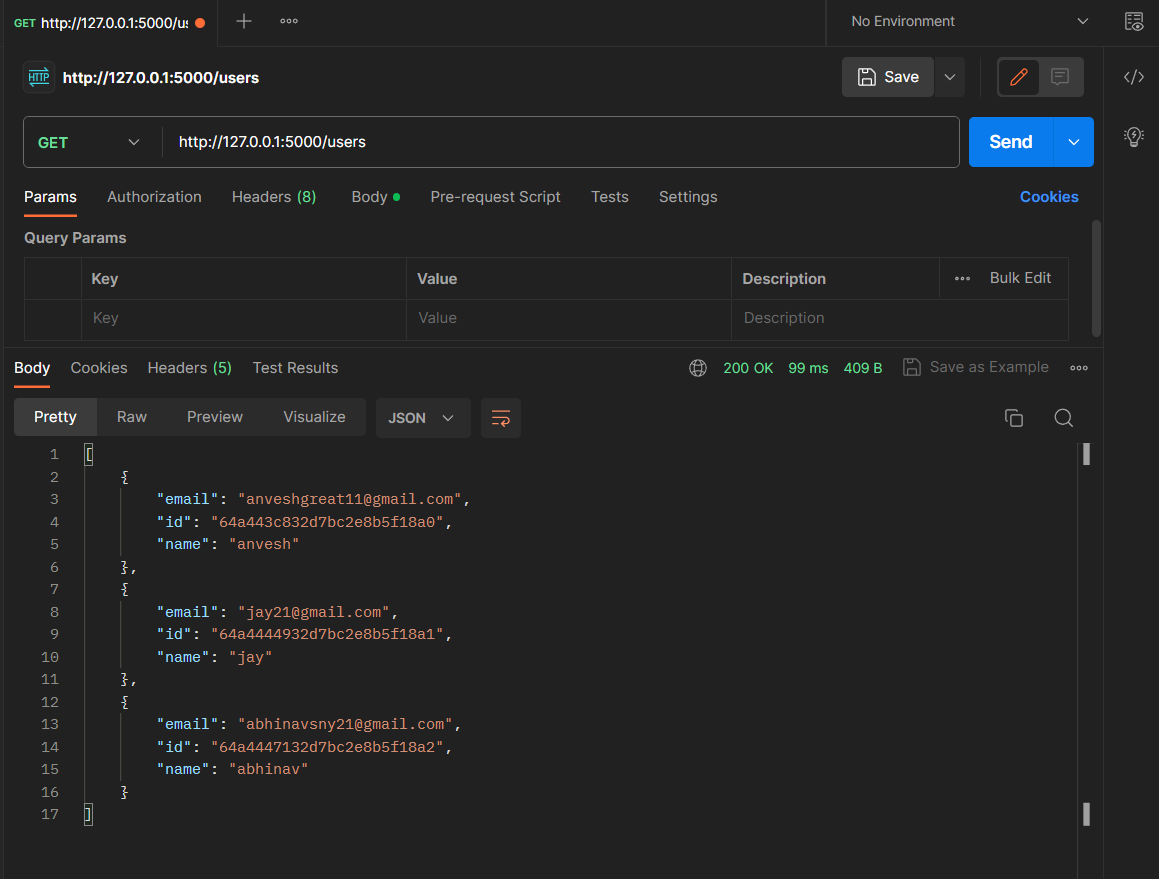 GET http://127.0.0.1:5000/us
No Environment
HTTP http://127.0.0.1:5000/users
Save
GET http://127.0.0.1:5000/users
Send
Params Authorization Headers (8) Body Pre-request Script Tests Settings Cookies
Query Params
Key Value Description Bulk Edit
Key Value Description
Body Cookies Headers (5) Test Results 200 OK 99 ms 409 B Save as Example
Pretty Raw Preview Visualize JSON
1 [
2 {
3 "email": "anveshgreat11@gmail.com",
4 "id": "64a443c832d7bc2e8b5f18a0",
5 "name": "anvesh"
6 },
7 {
8 "email": "jay21@gmail.com",
9 "id": "64a4444932d7bc2e8b5f18a1",
10 "name": "jay"
11 },
12 {
13 "email": "abhinavsny21@gmail.com",
14 "id": "64a4447132d7bc2e8b5f18a2",
15 "name": "abhinav"
16 }
17 ]